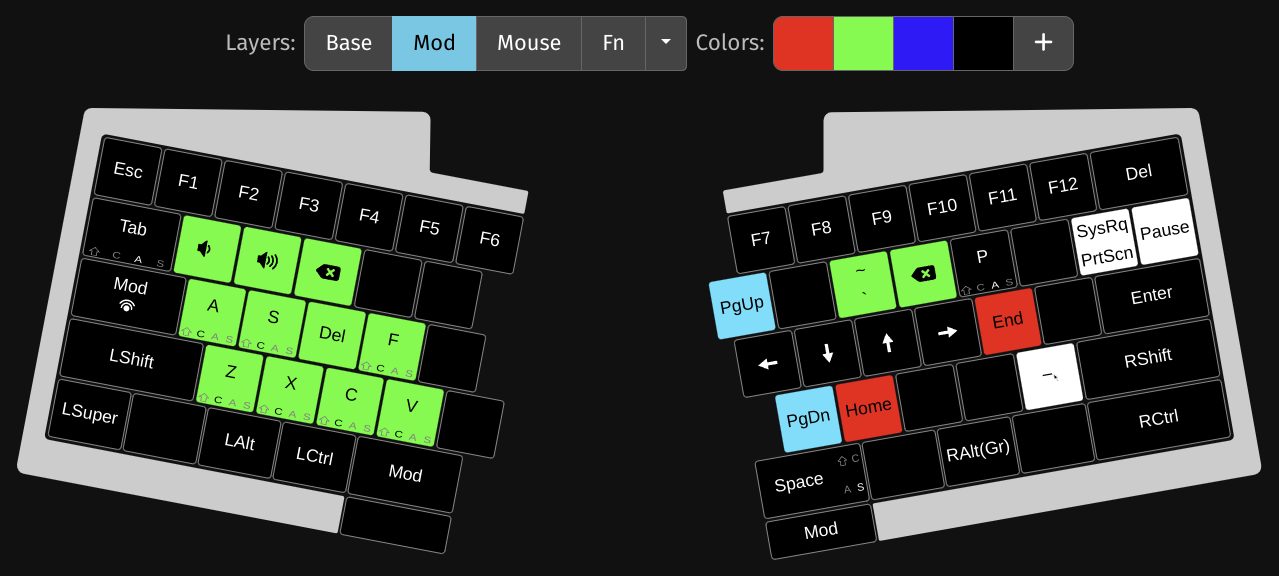 Layers: Base Mod Mouse Fn Colors: +
Esc F1 F2 F3 F4 F5 F6
Tab
⇧ C A S
Mod
A S Del F
⇧ C A S ⇧ C A S ⇧ C A S
LShift
Z X C V
⇧ C A S ⇧ C A S ⇧ C A S ⇧ C A S
LSuper LAlt LCtrl Mod
F7 F8 F9 F10 F11 F12 Del
PgUp
~
`
P
⇧ C A S
SysRq
PrtScn
Pause
← ↓ ↑ → End Enter
PgDn Home – RShift
Space
⇧ C
A S
RAlt(Gr) RCtrl
Mod